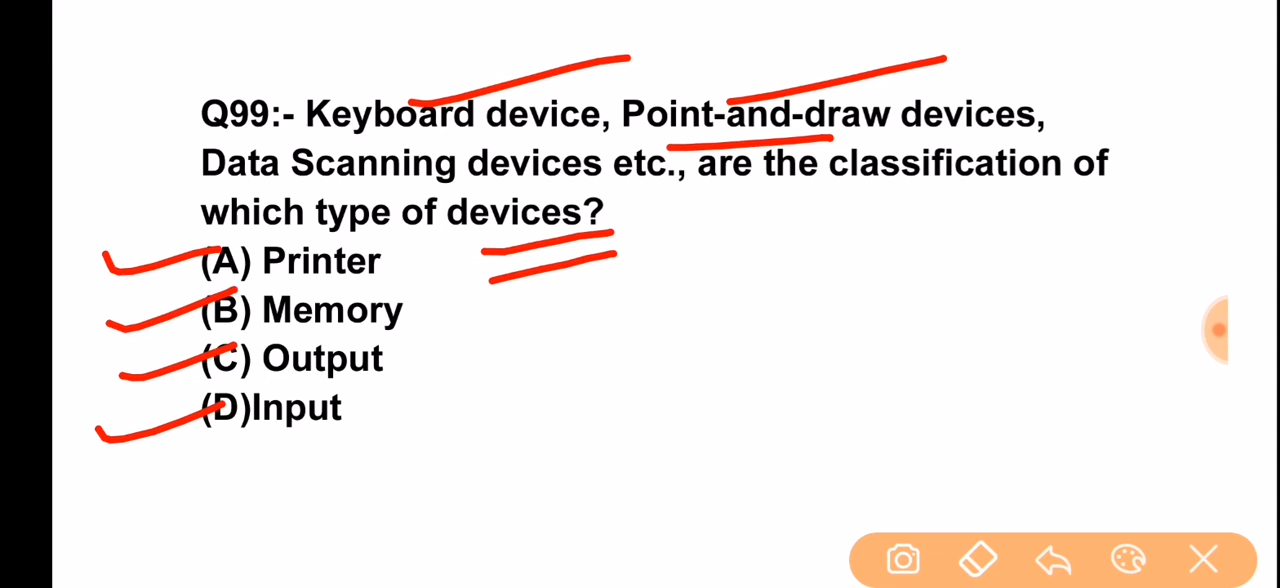 Q99:- Keyboard device, Point-and-draw devices,
Data Scanning devices etc., are the classification of
which type of devices?
(A) Printer
(B) Memory
(C) Output
(D)Input